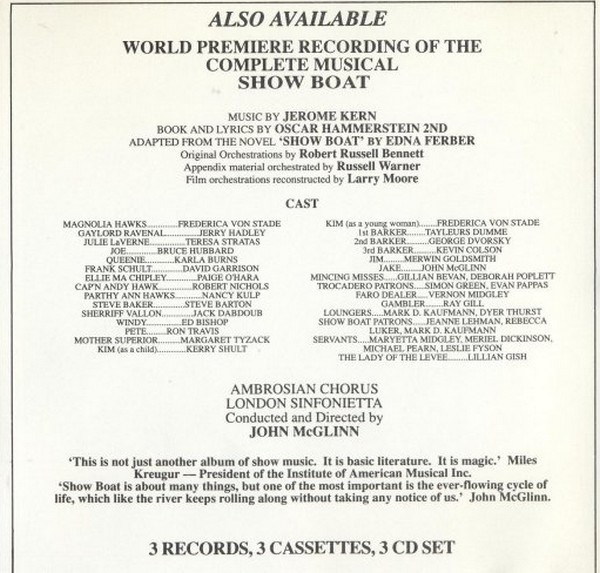 ALSO AVAILABLE
WORLD PREMIERE RECORDING OF THE
COMPLETE MUSICAL
SHOW BOAT
MUSIC BY JEROME KERN
BOOK AND LYRICS BY OSCAR HAMMERSTEIN 2ND
ADAPTED FROM THE NOVEL 'SHOW BOAT' BY EDNA FERBER
Original Orchestrations by Robert Russell Bennett
Appendix material orchestrated by Russell Warner
Film orchestrations reconstructed by Larry Moore
CAST
MAGNOLIA HAWKS..............FREDERICA VON STADE
GAYLORD RAVENAL..............JERRY HADLEY
JULIE LaVERNE..............TERESA STRATAS
JOE..............BRUCE HUBBARD
QUEENIE..............KARLA BURNS
FRANK SCHULT..............DAVID GARRISON
ELLIE MA CHIPLEY..............PAIGE O'HARA
CAP'N ANDY HAWK..............ROBERT NICHOLS
PARTHY ANN HAWKS..............NANCY KULP
STEVE BAKER..............STEVE BARTON
SHERRIFF VALLON..............JACK DABDOUB
WINDY..............ED BISHOP
PETE..........RON TRAVIS
MOTHER SUPERIOR..............MARGARET TYZACK
KIM (as a child)..........KERRY SHULT
KIM (as a young woman)........FREDERICA VON STADE
1st BARKER........TAYLEURS DUMME
2nd BARKER........GEORGE DVORSKY
3rd BARKER........KEVIN COLSON
JIM........MERWIN GOLDSMITH
JAKE........JOHN McGLINN
MINCING MISSES.....GILLIAN BEVAN, DEBORAH POPLETT
TROCADERO PATRONS.....SIMON GREEN, EVAN PAPPAS
FARO DEALER.....VERNON MIDGLEY
GAMBLER........RAY GILL
LOUNGERS.....MARK D. KAUFMANN, DYER THURST
SHOW BOAT PATRONS.....JEANNE LEHMAN, REBECCA
LUKER, MARK D. KAUFMANN
SERVANTS.....MARYETTA MIDGLEY, MERIEL DICKINSON,
MICHAEL PEARN, LESLIE FYSON
THE LADY OF THE LEVEE........LILLIAN GISH
AMBROSIAN CHORUS
LONDON SINFONIETTA
Conducted and Directed by
JOHN McGLINN
'This is not just another album of show music. It is basic literature. It is magic.' Miles
Kreugur — President of the Institute of American Musical Inc.
'Show Boat is about many things, but one of the most important is the ever-flowing cycle of
life, which like the river keeps rolling along without taking any notice of us.' John McGlinn.
3 RECORDS, 3 CASSETTES, 3 CD SET